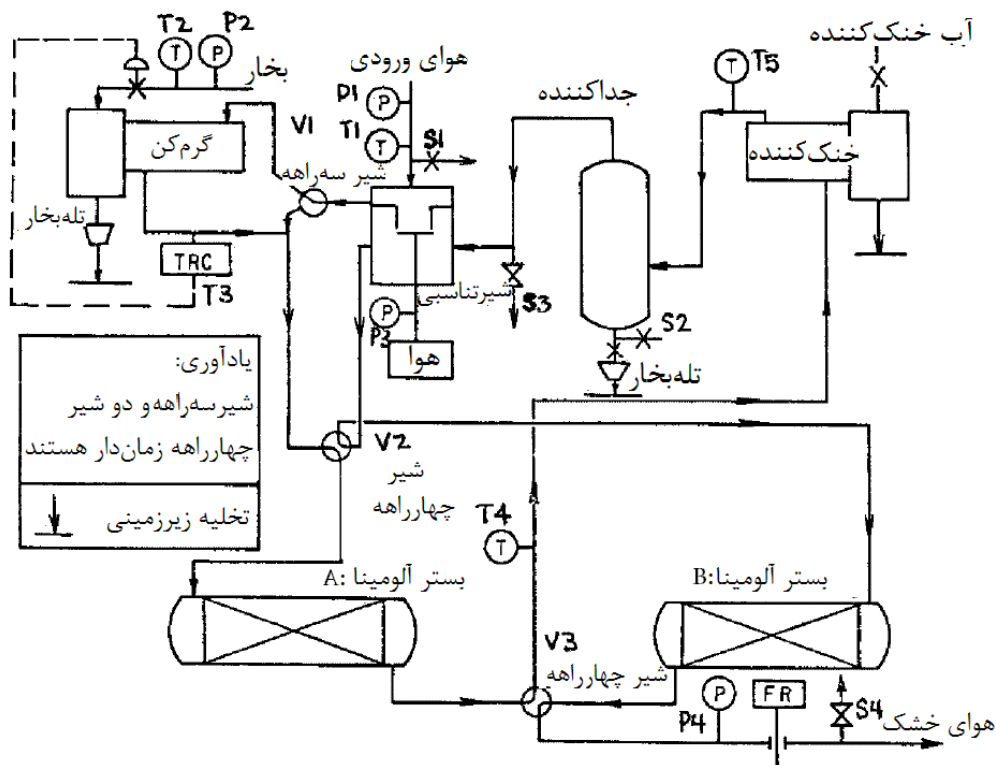 T2
P2
بخار
هوای ورودی
آب خنک‌کننده
T
P
P1
P
T1
T
S1
جداکننده
T
T5
گرم‌کن
V1
شیر سه‌راهه
خنک‌کننده
تله‌بخار
TRC
T3
شیرتناسبی
P
P3
هوا
S3
S2
تله‌بخار
یادآوری:
شیرسه‌راهه‌و دو شیر
چهارراهه زمان‌دار هستند
تخلیه زیرزمینی
V2
شیر
چهارراهه
T4
T
بستر آلومینا :A
بستر آلومینا:B
V3
شیر چهارراهه
P
P4
FR
S4
هوای خشک